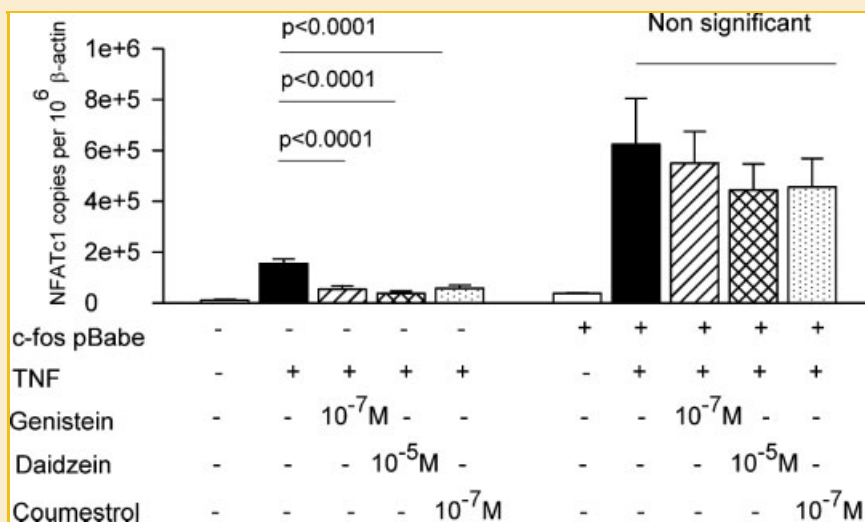 p<0.0001
Non significant
p<0.0001
p<0.0001
NFATc1 copies per 10^6 β-actin
1e+6
8e+5
6e+5
4e+5
2e+5
0
c-fos pBabe - - - - - + + + + +
TNF - + + + + - + + + +
Genistein - - 10^-7M - - - - 10^-7M - -
Daidzein - - - 10^-5M - - - - 10^-5M -
Coumestrol - - - - 10^-7M - - - - 10^-7M